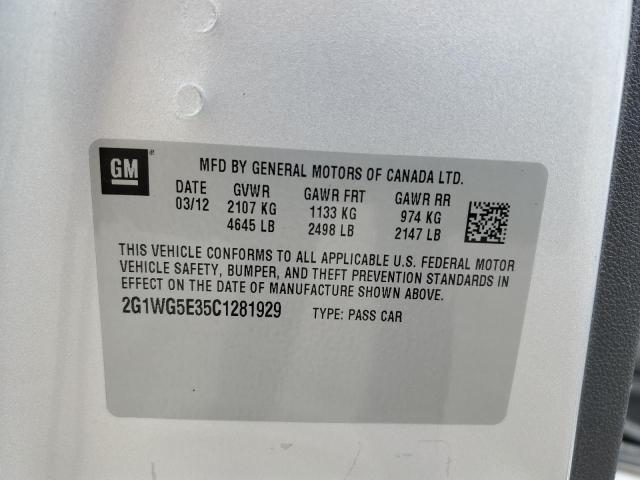 GM ® MFD BY GENERAL MOTORS OF CANADA LTD.
DATE GVWR GAWR FRT GAWR RR
03/12 2107 KG 1133 KG 974 KG
4645 LB 2498 LB 2147 LB
THIS VEHICLE CONFORMS TO ALL APPLICABLE U.S. FEDERAL MOTOR
VEHICLE SAFETY, BUMPER, AND THEFT PREVENTION STANDARDS IN
EFFECT ON THE DATE OF MANUFACTURE SHOWN ABOVE.
2G1WG5E35C1281929 TYPE: PASS CAR